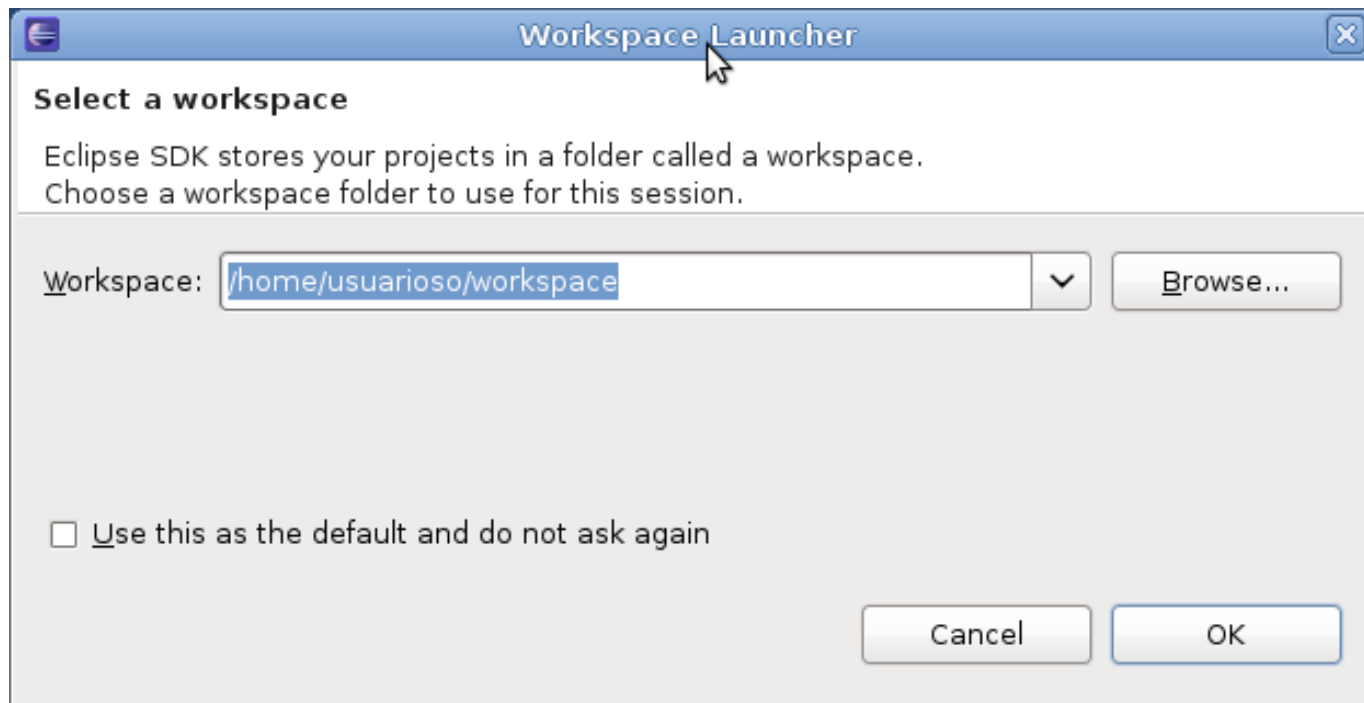 Workspace Launcher
Select a workspace
Eclipse SDK stores your projects in a folder called a workspace.
Choose a workspace folder to use for this session.
Workspace: /home/usuarioso/workspace Browse...
Use this as the default and do not ask again
Cancel OK